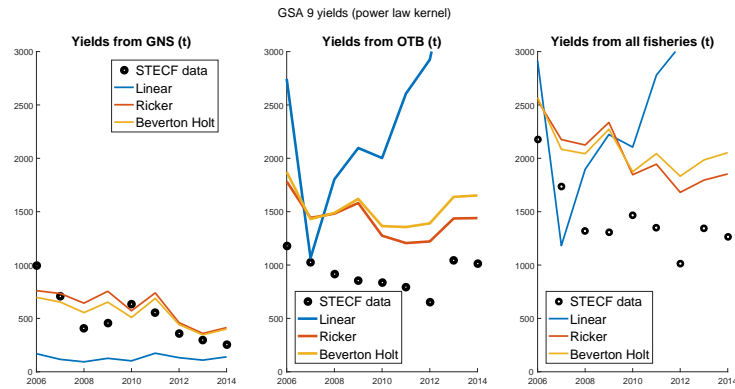 GSA 9 yields (power law kernel)
Yields from GNS (t)
3000
2500
2000
1500
1000
500
0
2006 2008 2010 2012 2014
STECF data
Linear
Ricker
Beverton Holt
Yields from OTB (t)
3000
2500
2000
1500
1000
500
0
2006 2008 2010 2012 2014
STECF data
Linear
Ricker
Beverton Holt
Yields from all fisheries (t)
3000
2500
2000
1500
1000
500
0
2006 2008 2010 2012 2014
STECF data
Linear
Ricker
Beverton Holt